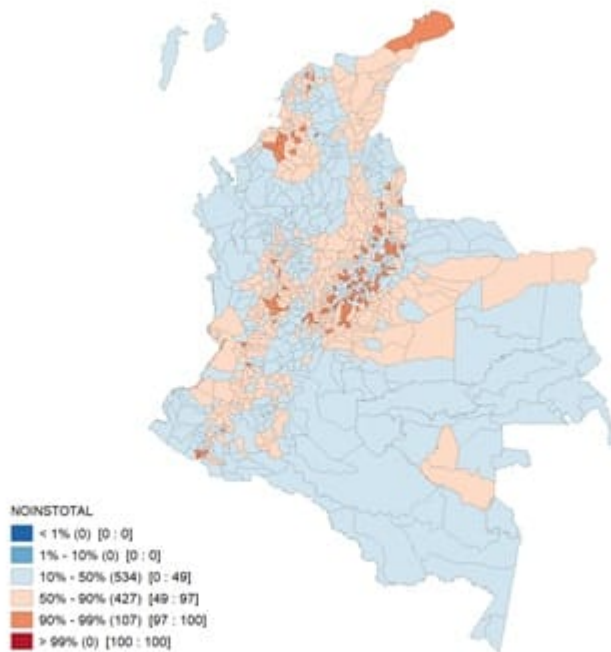 NOINSTOTAL
< 1% (0) [0 : 0]
1% - 10% (0) [0 : 0]
10% - 50% (534) [0 : 49]
50% - 90% (427) [49 : 97]
90% - 99% (107) [97 : 100]
> 99% (0) [100 : 100]